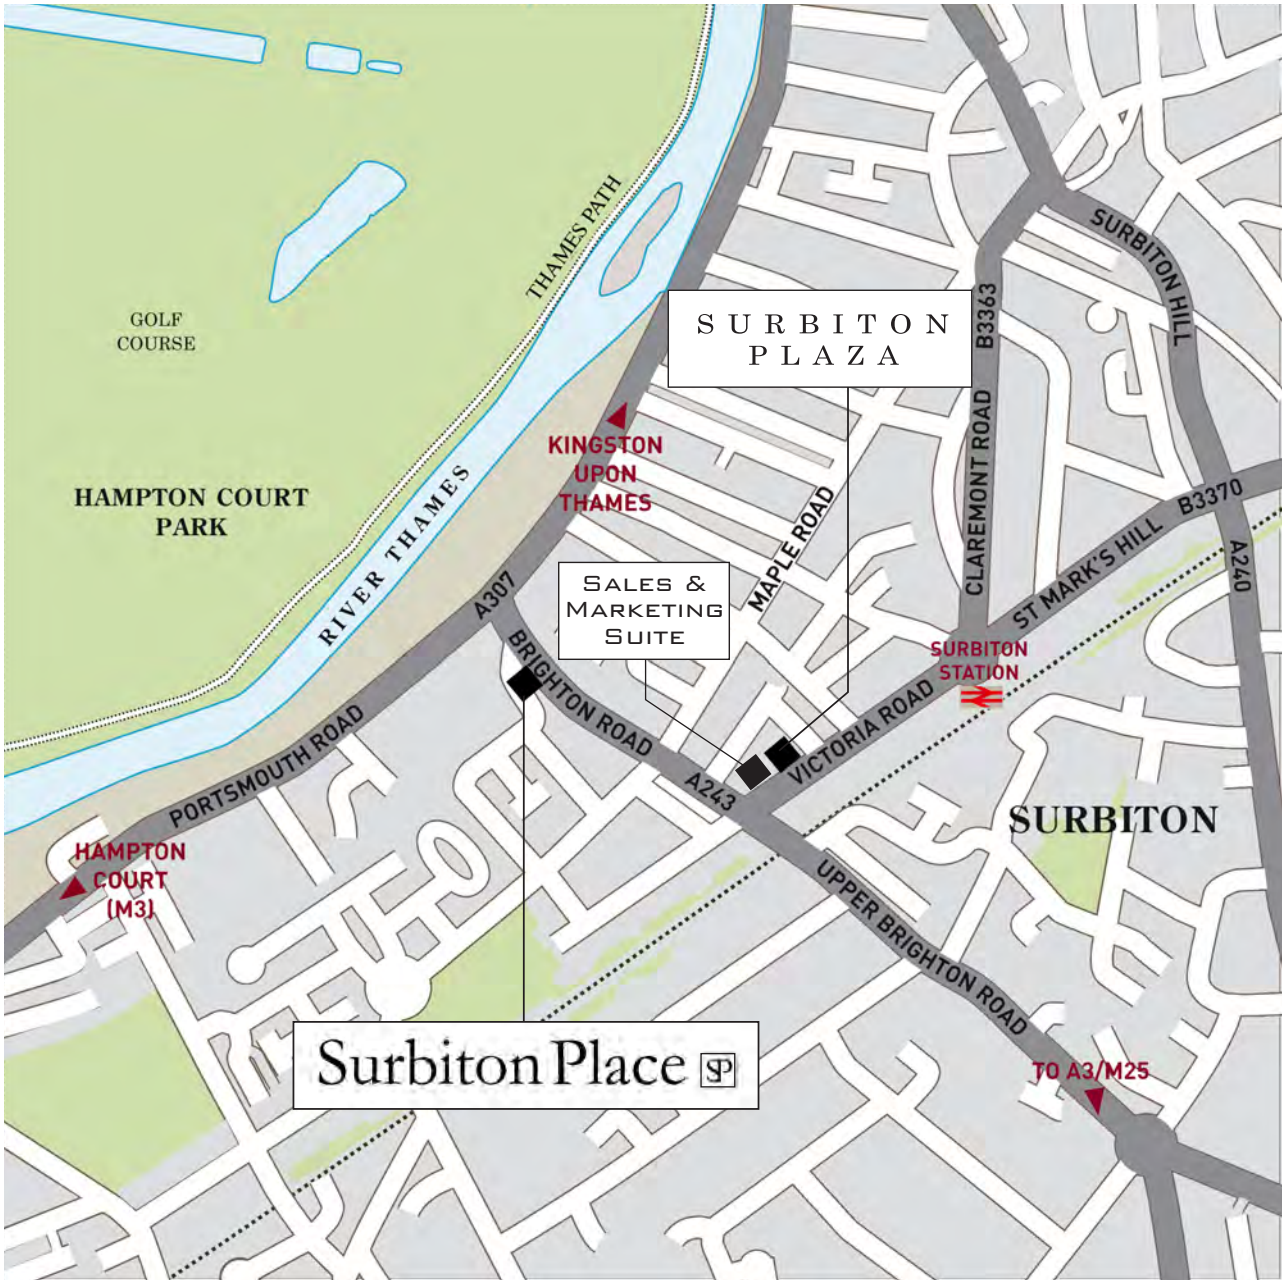 THAMES PATH
SURBITON HILL
GOLF
COURSE
SURBITON
PLAZA
B3363
KINGSTON
UPON
THAMES
HAMPTON COURT
PARK
RIVER THAMES
MAPLE ROAD
CLAREMONT ROAD
B3370
ST MARK'S HILL
A240
A307
SALES &
MARKETING
SUITE
BRIGHTON ROAD
SURBITON
STATION
PORTSMOUTH ROAD
VICTORIA ROAD
A243
SURBITON
HAMPTON
COURT
(M3)
UPPER BRIGHTON ROAD
Surbiton Place SP
TO A3/M25